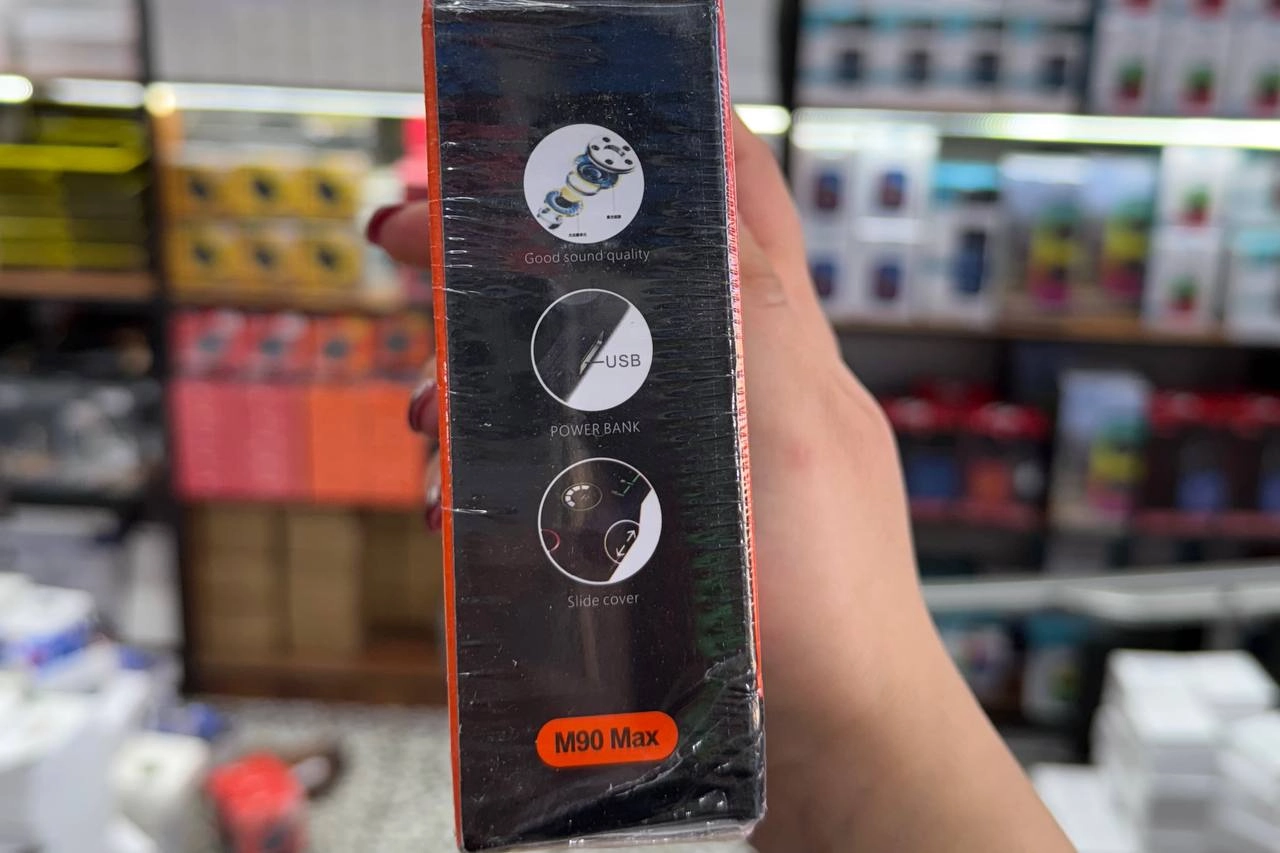 Good sound quality
USB
POWER BANK
Slide cover
M90 Max